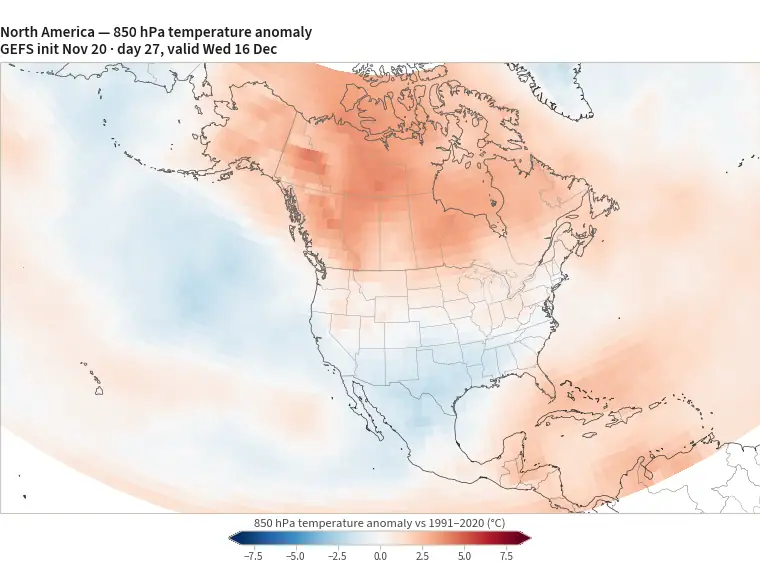 North America — 850 hPa temperature anomaly
GEFS init Nov 20 · day 27, valid Wed 16 Dec
850 hPa temperature anomaly vs 1991–2020 (°C)
−7.5 −5.0 −2.5 0.0 2.5 5.0 7.5